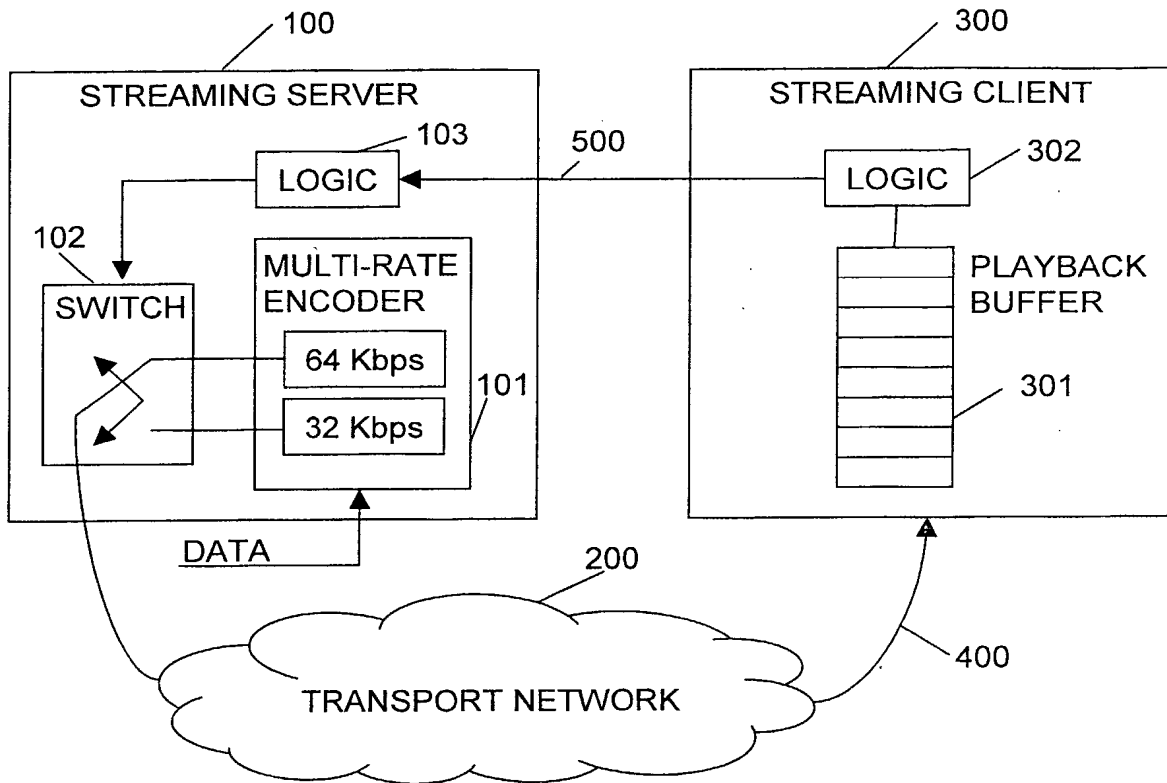 100
300
STREAMING SERVER
STREAMING CLIENT
103
500
302
LOGIC
LOGIC
102
SWITCH
MULTI-RATE
ENCODER
PLAYBACK
BUFFER
64 Kbps
32 Kbps
101
301
DATA
200
400
TRANSPORT NETWORK